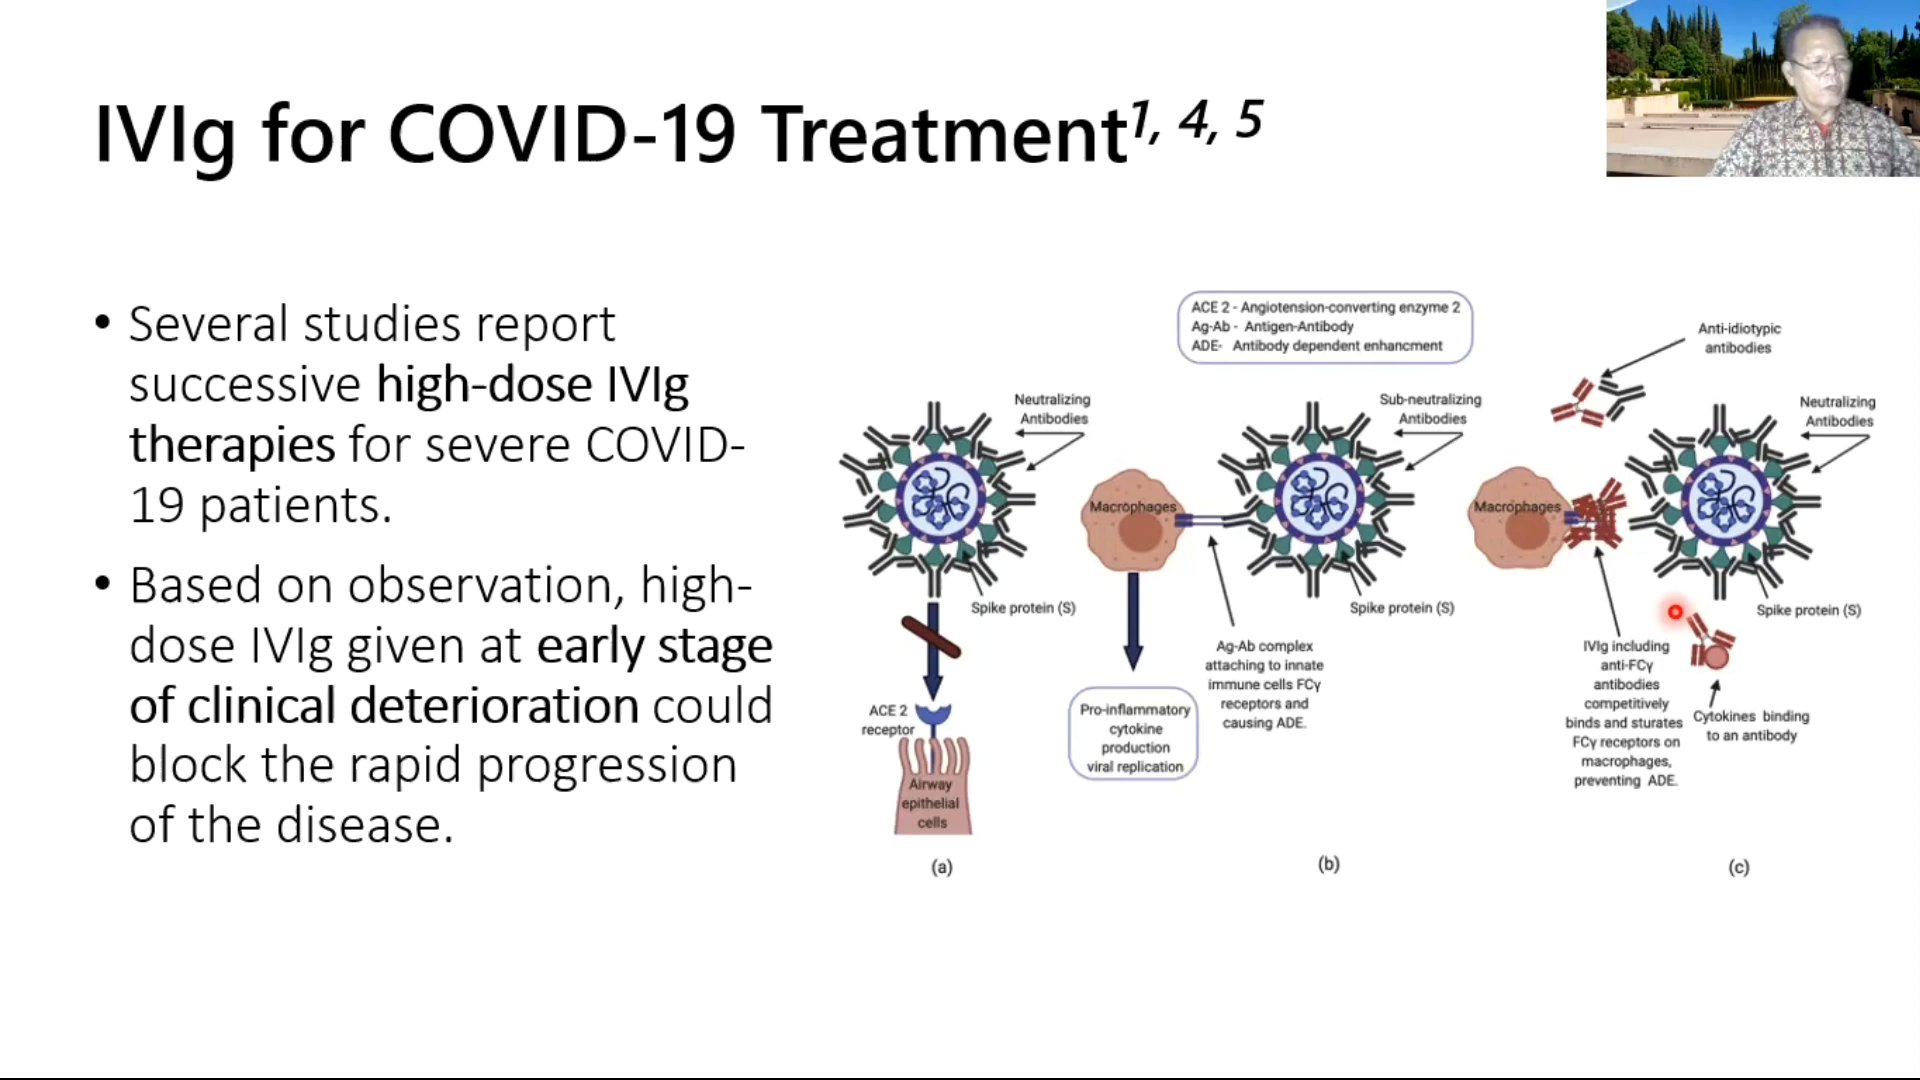 IVIg for COVID-19 Treatment1, 4, 5
• Several studies report
successive high-dose IVIg
therapies for severe COVID-
19 patients.
• Based on observation, high-
dose IVIg given at early stage
of clinical deterioration could
block the rapid progression
of the disease.
ACE 2 - Angiotension-converting enzyme 2
Ag-Ab - Antigen-Antibody
ADE- Antibody dependent enhancment
Neutralizing
Antibodies
Spike protein (S)
ACE 2
receptor
Airway
epithelial
cells
(a)
Sub-neutralizing
Antibodies
Macrophages
Spike protein (S)
Ag-Ab complex
attaching to innate
immune cells FCγ
receptors and
causing ADE.
Pro-inflammatory
cytokine
production
viral replication
(b)
Anti-idiotypic
antibodies
Neutralizing
Antibodies
Macrophages
Spike protein (S)
IVIg including
anti-FCγ
antibodies
competitively
binds and sturates
FCγ receptors on
macrophages,
preventing ADE.
Cytokines binding
to an antibody
(c)